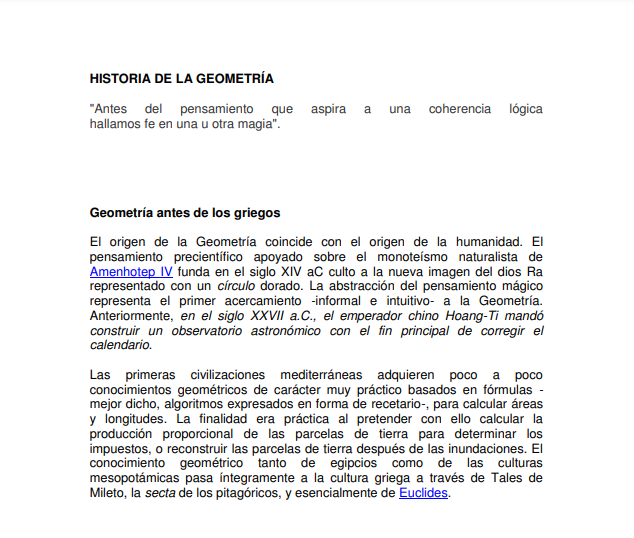 HISTORIA DE LA GEOMETRÍA
"Antes del pensamiento que aspira a una coherencia lógica
hallamos fe en una u otra magia".
Geometría antes de los griegos
El origen de la Geometría coincide con el origen de la humanidad. El
pensamiento precientífico apoyado sobre el monoteísmo naturalista de
Amenhotep IV funda en el siglo XIV aC culto a la nueva imagen del dios Ra
representado con un círculo dorado. La abstracción del pensamiento mágico
representa el primer acercamiento -informal e intuitivo- a la Geometría.
Anteriormente, en el siglo XXVII a.C., el emperador chino Hoang-Ti mandó
construir un observatorio astronómico con el fin principal de corregir el
calendario.
Las primeras civilizaciones mediterráneas adquieren poco a poco
conocimientos geométricos de carácter muy práctico basados en fórmulas -
mejor dicho, algoritmos expresados en forma de recetario-, para calcular áreas
y longitudes. La finalidad era práctica al pretender con ello calcular la
producción proporcional de las parcelas de tierra para determinar los
impuestos, o reconstruir las parcelas de tierra después de las inundaciones. El
conocimiento geométrico tanto de egipcios como de las culturas
mesopotámicas pasa íntegramente a la cultura griega a través de Tales de
Mileto, la secta de los pitagóricos, y esencialmente de Euclides.